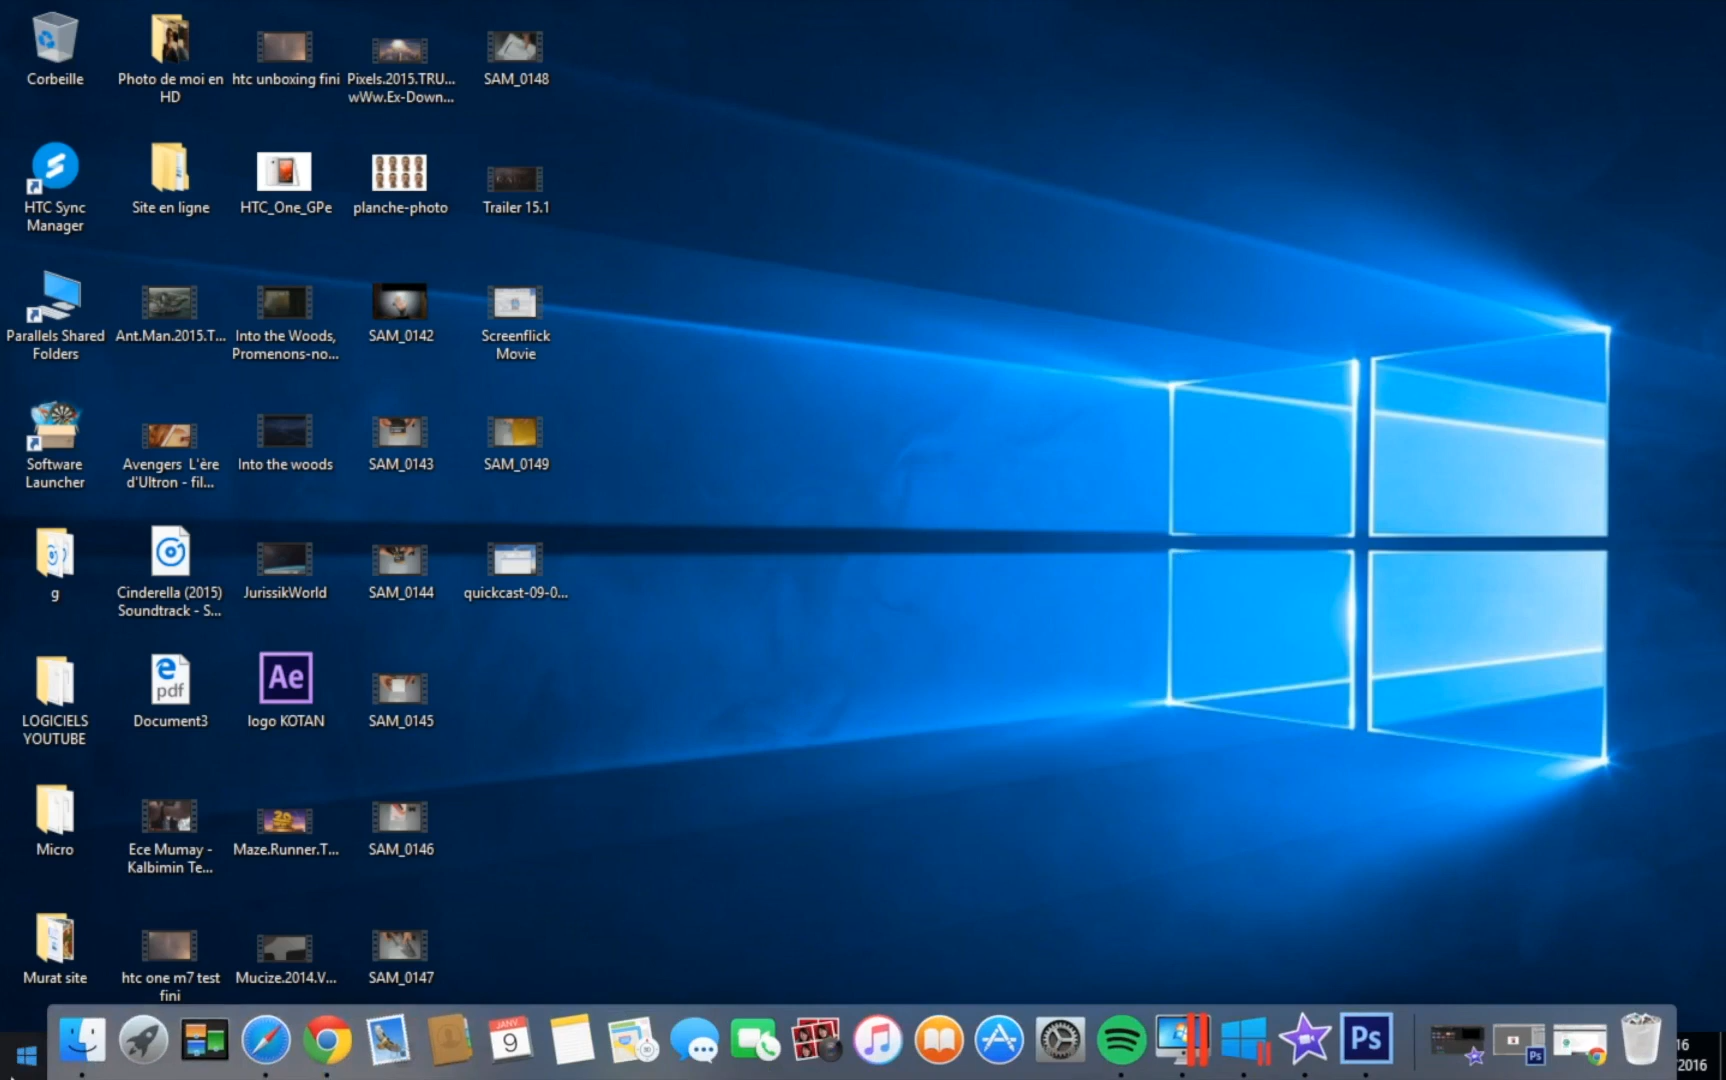 Corbeille
Photo de moi en
HD
htc unboxing fini
Pixels.2015.TRU...
wWw.Ex-Down...
SAM_0148
HTC Sync
Manager
Site en ligne
HTC_One_GPe
planche-photo
Trailer 15.1
Parallels Shared
Folders
Ant.Man.2015.T...
Into the Woods,
Promenons-no...
SAM_0142
Screenflick
Movie
Software
Launcher
Avengers L'ère
d'Ultron - fil...
Into the woods
SAM_0143
SAM_0149
g
Cinderella (2015)
Soundtrack - S...
JurissikWorld
SAM_0144
quickcast-09-0...
pdf
Ae
LOGICIELS
YOUTUBE
Document3
logo KOTAN
SAM_0145
Micro
Ece Mumay -
Kalbimin Te...
Maze.Runner.T...
SAM_0146
Murat site
htc one m7 test
fini
Mucize.2014.V...
SAM_0147
JANV
9
Ps
Ps
16
2016